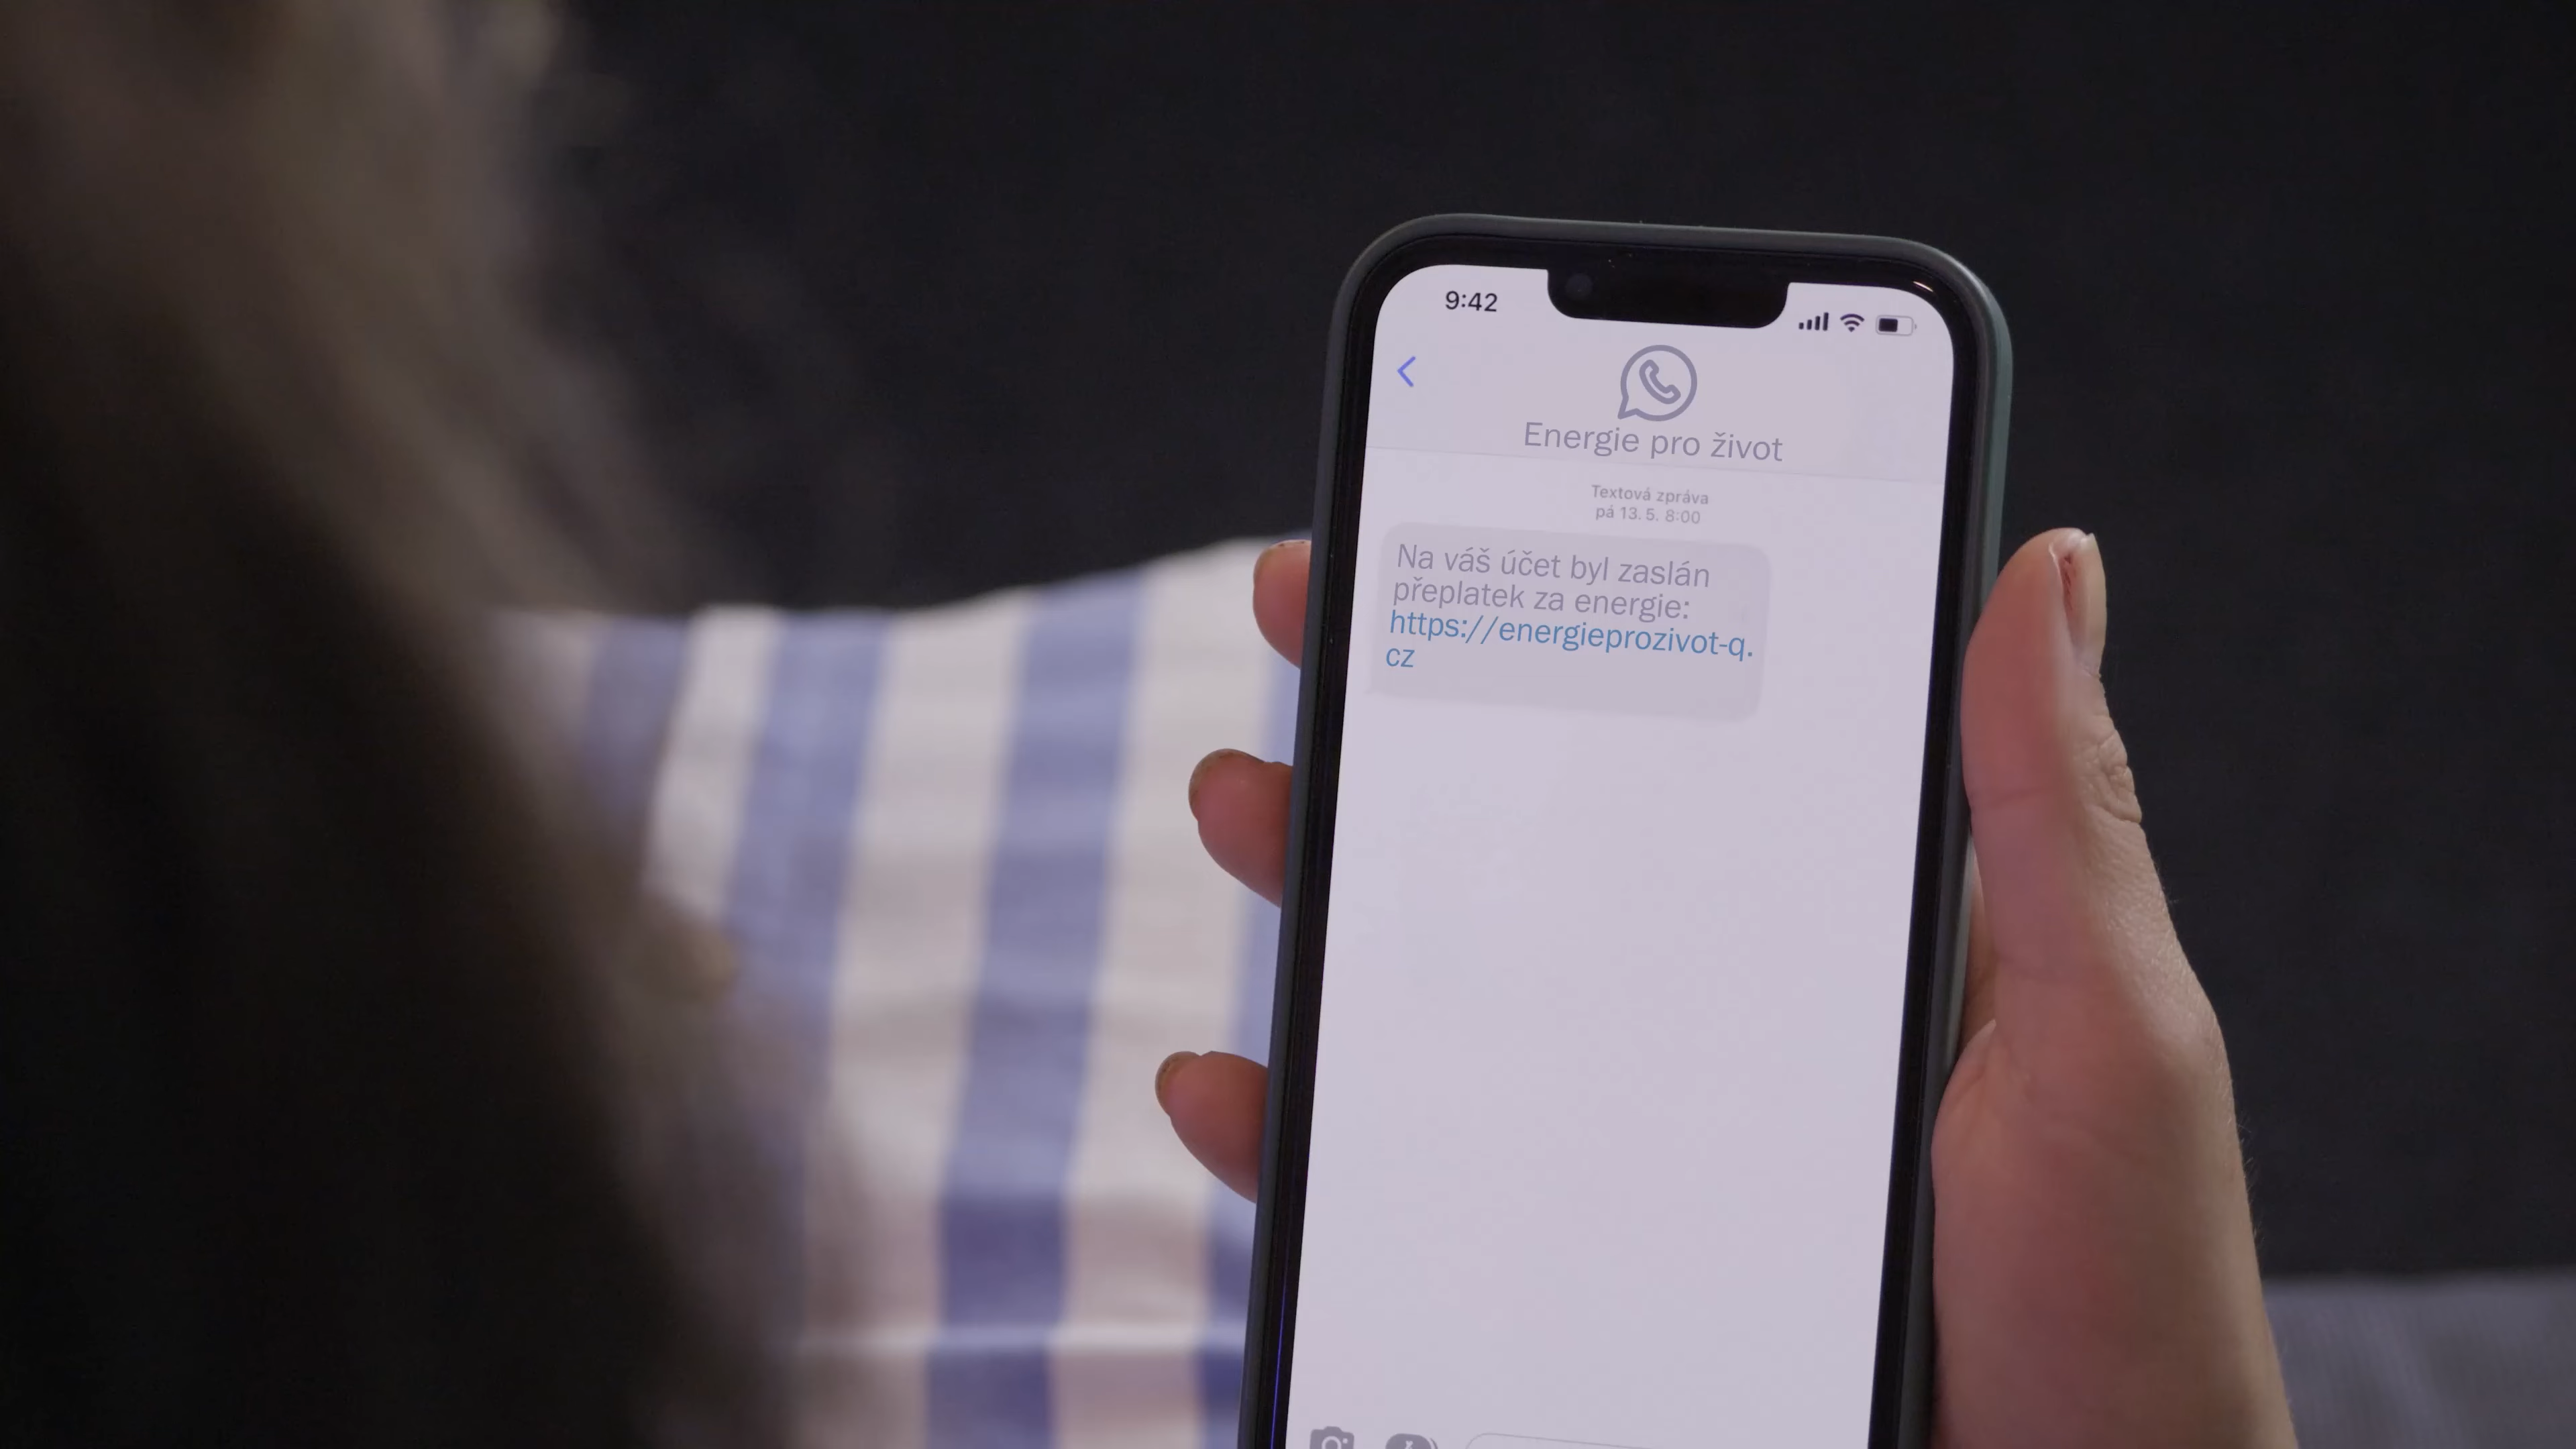 9:42
Energie pro život
Textová zpráva
pá 13. 5. 8:00
Na váš účet byl zaslán
přeplatek za energie:
https://energieprozivot-q.
cz